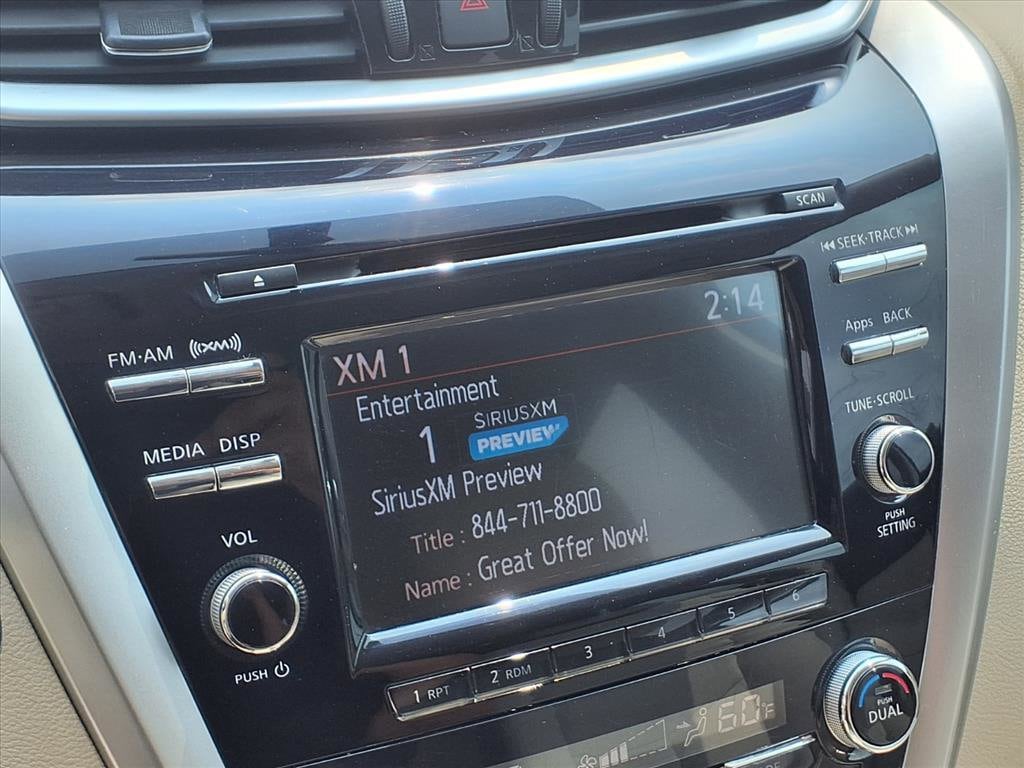 SCAN
SEEK·TRACK
FM·AM ((XM))
Apps BACK
2:14
XM 1
Entertainment
1
SIRIUSXM
PREVIEW
SiriusXM Preview
Title : 844-711-8800
Name : Great Offer Now!
MEDIA DISP
TUNE·SCROLL
PUSH
SETTING
VOL
PUSH
1 RPT 2 RDM 3 4 5 6
60°F
PUSH
DUAL